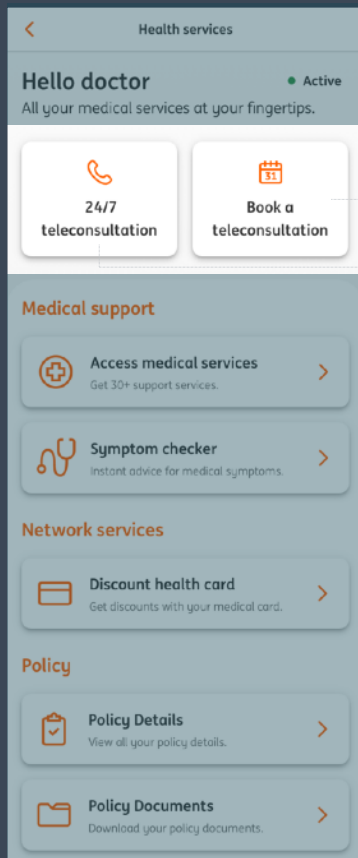 Health services
Hello doctor
Active
All your medical services at your fingertips.
24/7
teleconsultation
31
Book a
teleconsultation
Medical support
Access medical services
Get 30+ support services.
Symptom checker
Instant advice for medical symptoms.
Network services
Discount health card
Get discounts with your medical card.
Policy
Policy Details
View all your policy details.
Policy Documents
Download your policy documents.